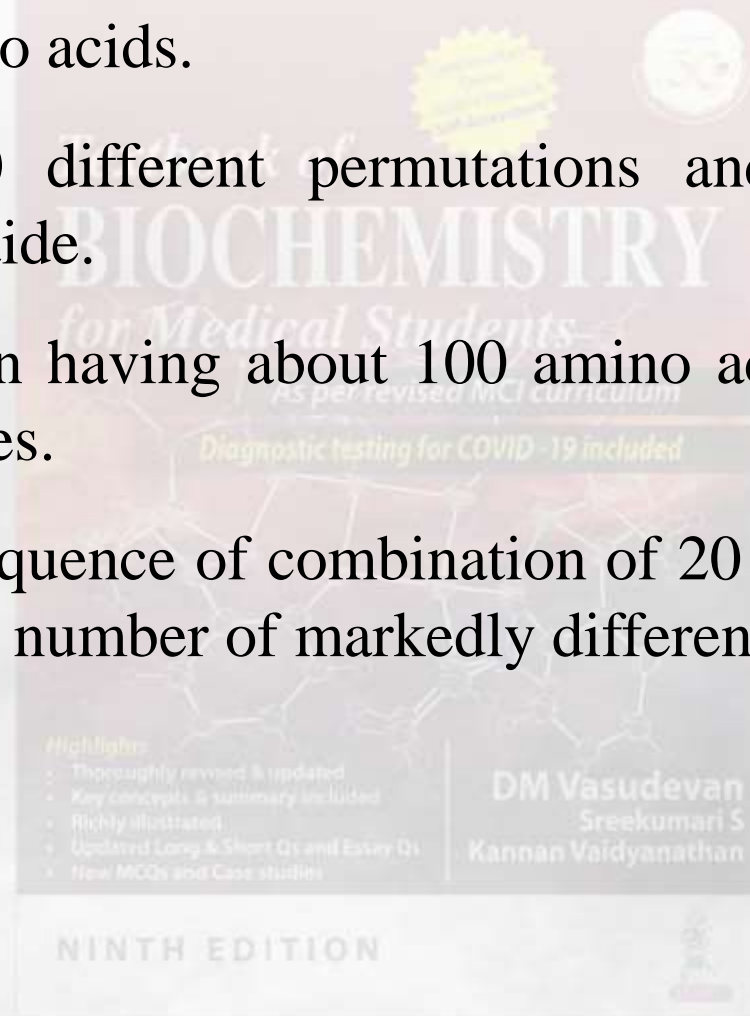 o acids.
different permutations and
ide.
Textbook of
BIOCHEMISTRY
for Medical Students
n having about 100 amino ac
As per revised MCI curriculum
es.
Diagnostic testing for COVID -19 included
quence of combination of 20
number of markedly differen
Highlights
• Thoroughly revised & updated
• Key concepts & summary included
• Richly illustrated
• Updated Long & Short Qs and Essay Qs
• New MCQs and Case studies
DM Vasudevan
Sreekumari S
Kannan Vaidyanathan
NINTH EDITION